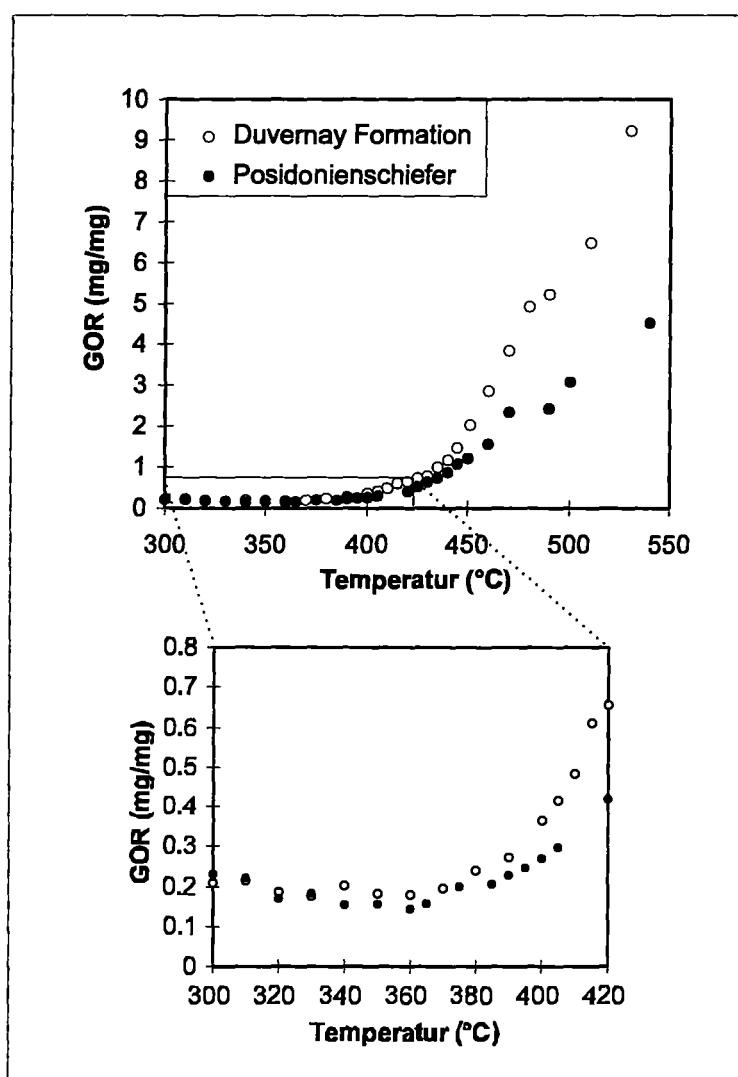 10
9
8
7
6
5
4
3
2
1
0
GOR (mg/mg)
Duvernay Formation
Posidonienschiefer
300 350 400 450 500 550
Temperatur (°C)
0.8
0.7
0.6
0.5
0.4
0.3
0.2
0.1
0
GOR (mg/mg)
300 320 340 360 380 400 420
Temperatur (°C)